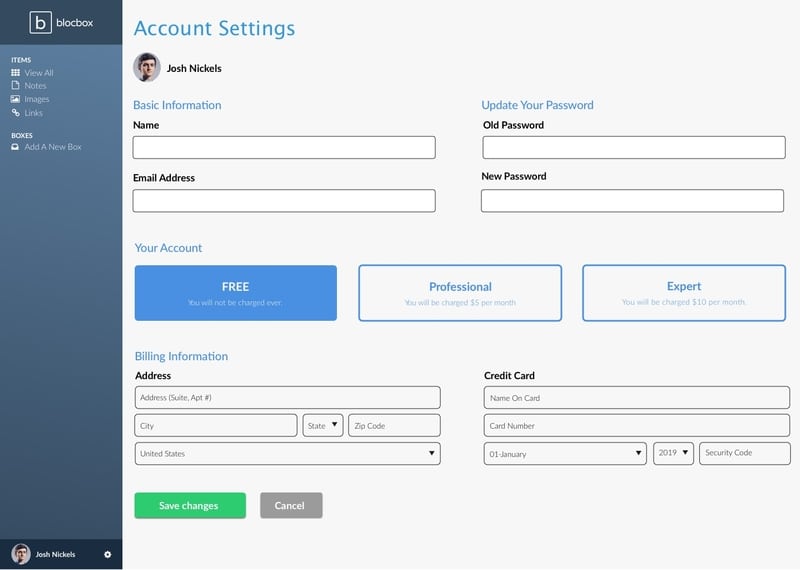 blocbox
ITEMS
View All
Notes
Images
Links
BOXES
Add A New Box
Josh Nickels
Account Settings
Josh Nickels
Basic Information
Name
Email Address
Update Your Password
Old Password
New Password
Your Account
FREE
You will not be charged ever.
Professional
You will be charged $5 per month
Expert
You will be charged $10 per month.
Billing Information
Address
Address (Suite, Apt #)
City
State
Zip Code
United States
Credit Card
Name On Card
Card Number
01-January
2019
Security Code
Save changes
Cancel